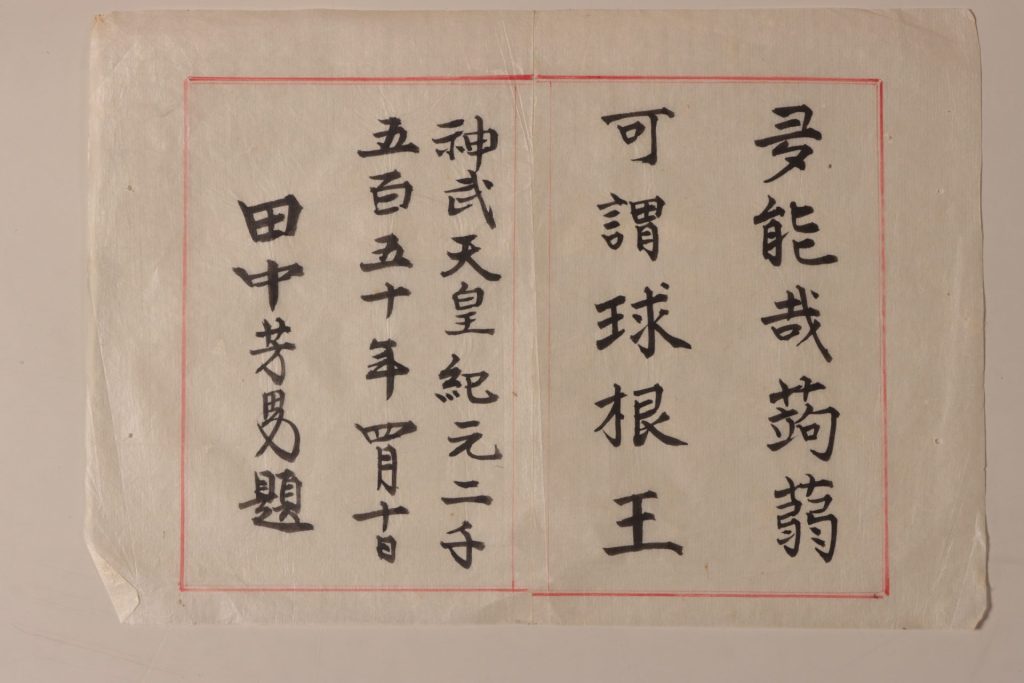 多能哉蒟蒻
可謂球根王
神武天皇紀元二千
五百五十年四月十日
田中芳男題